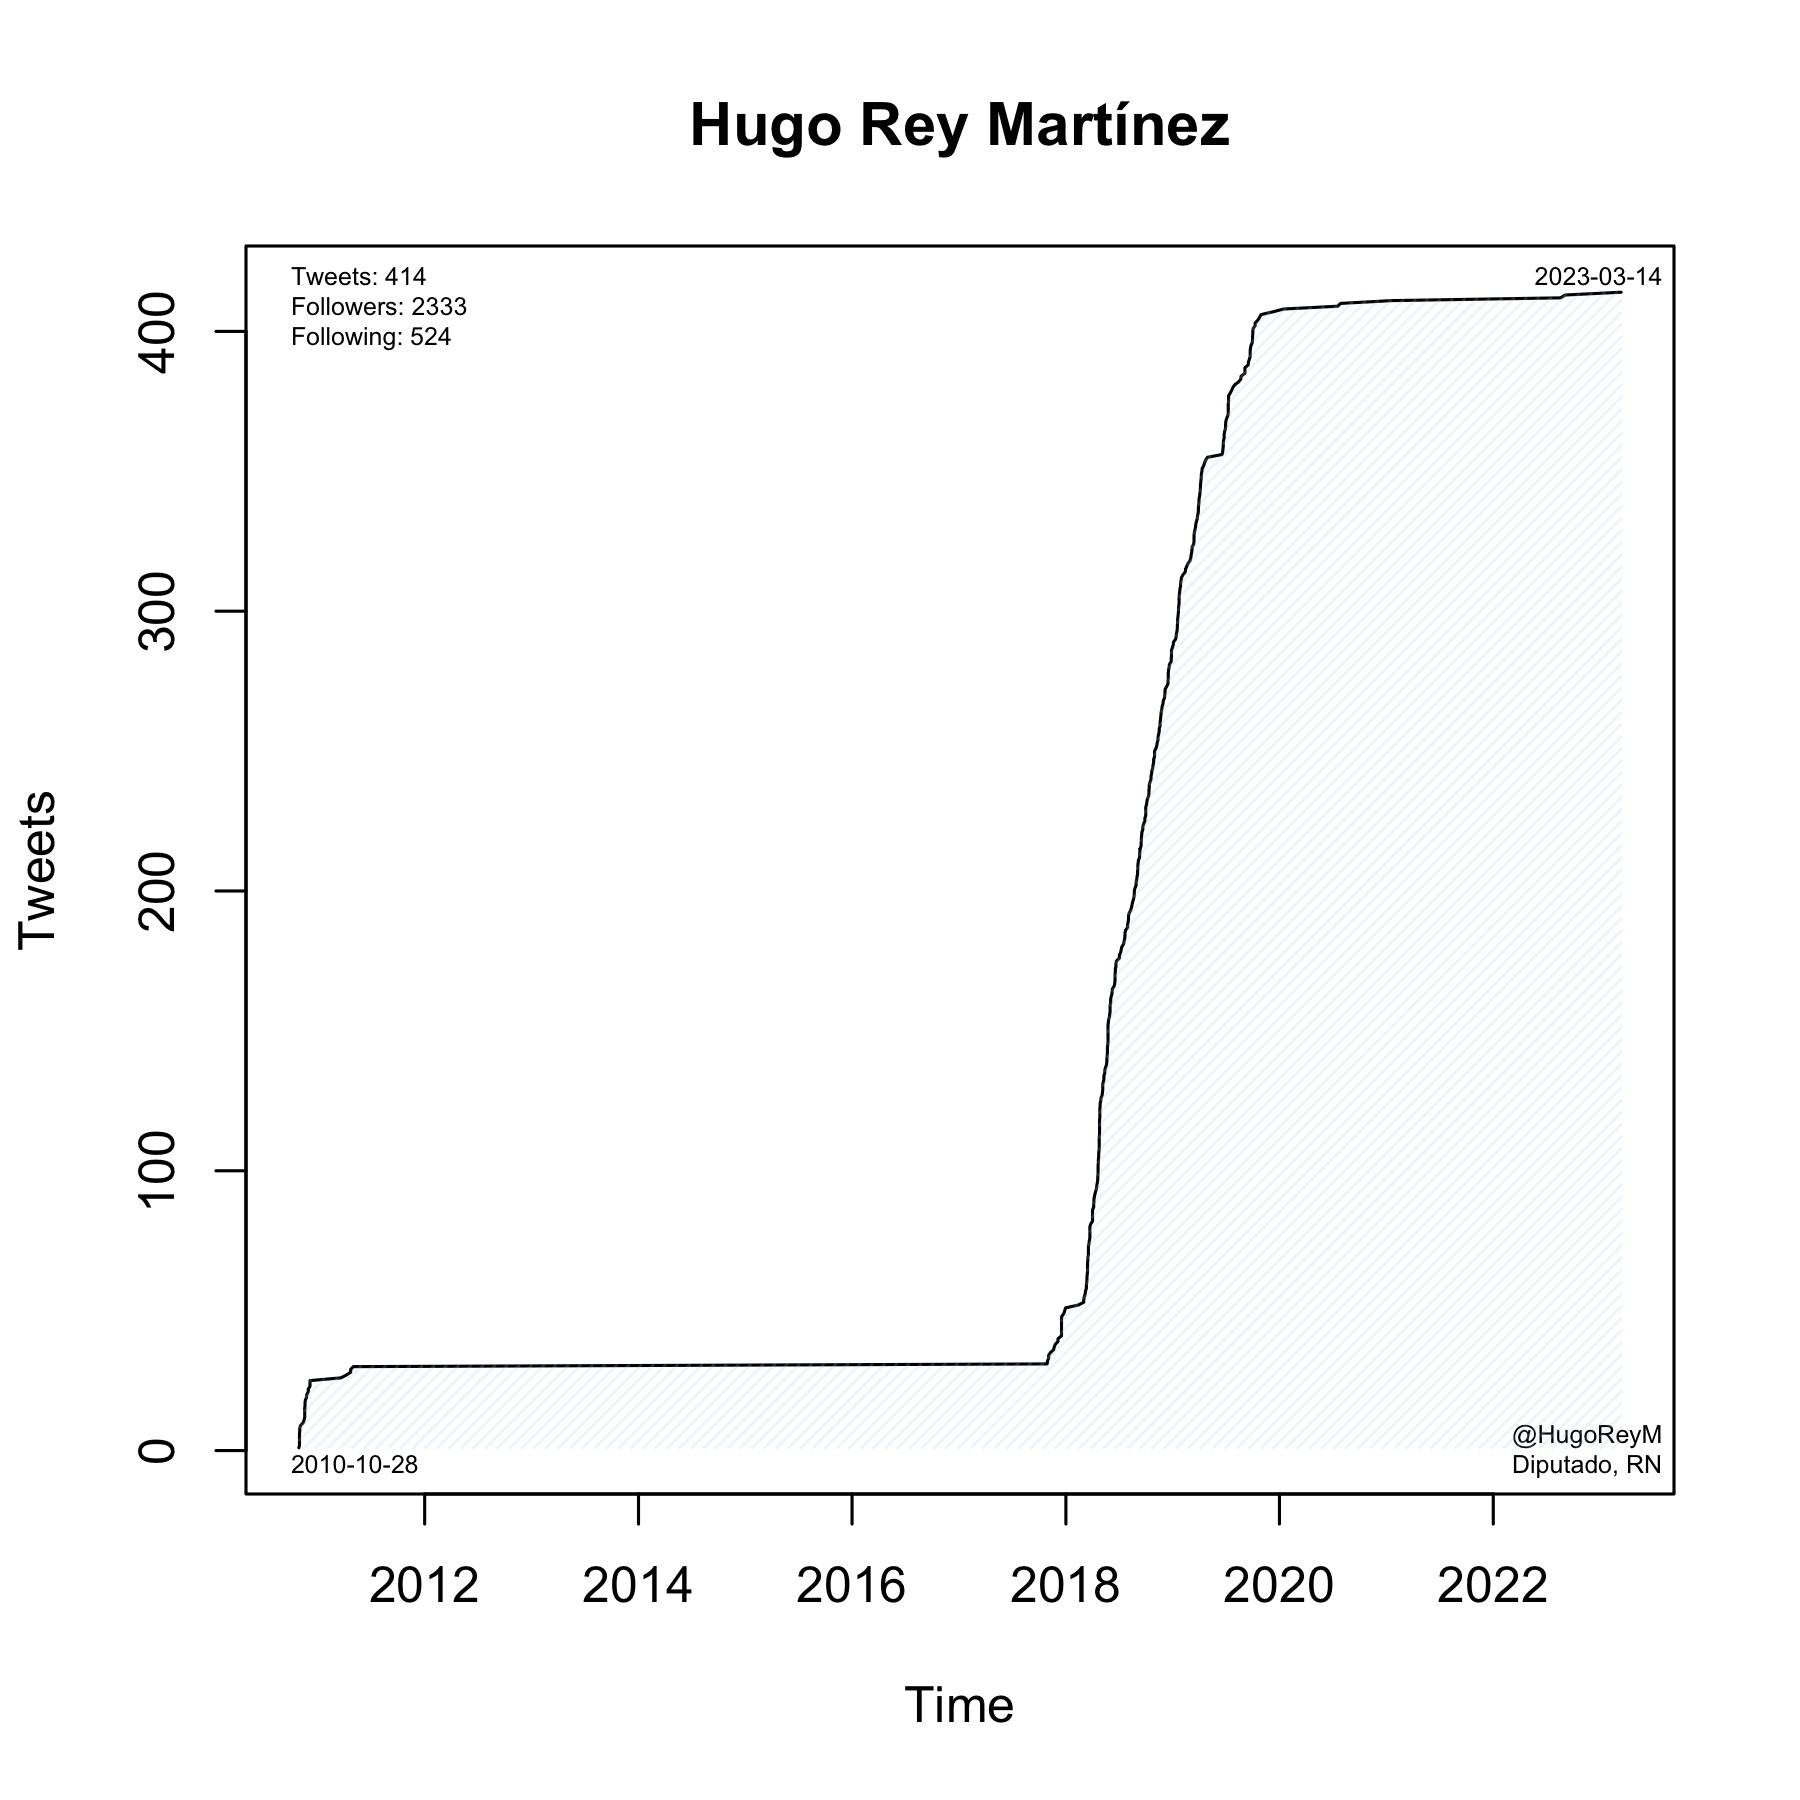 Hugo Rey Martínez
Tweets: 414
Followers: 2333
Following: 524
2023-03-14
400
300
200
100
0
Tweets
2010-10-28
@HugoReyM
Diputado, RN
2012
2014
2016
2018
2020
2022
Time